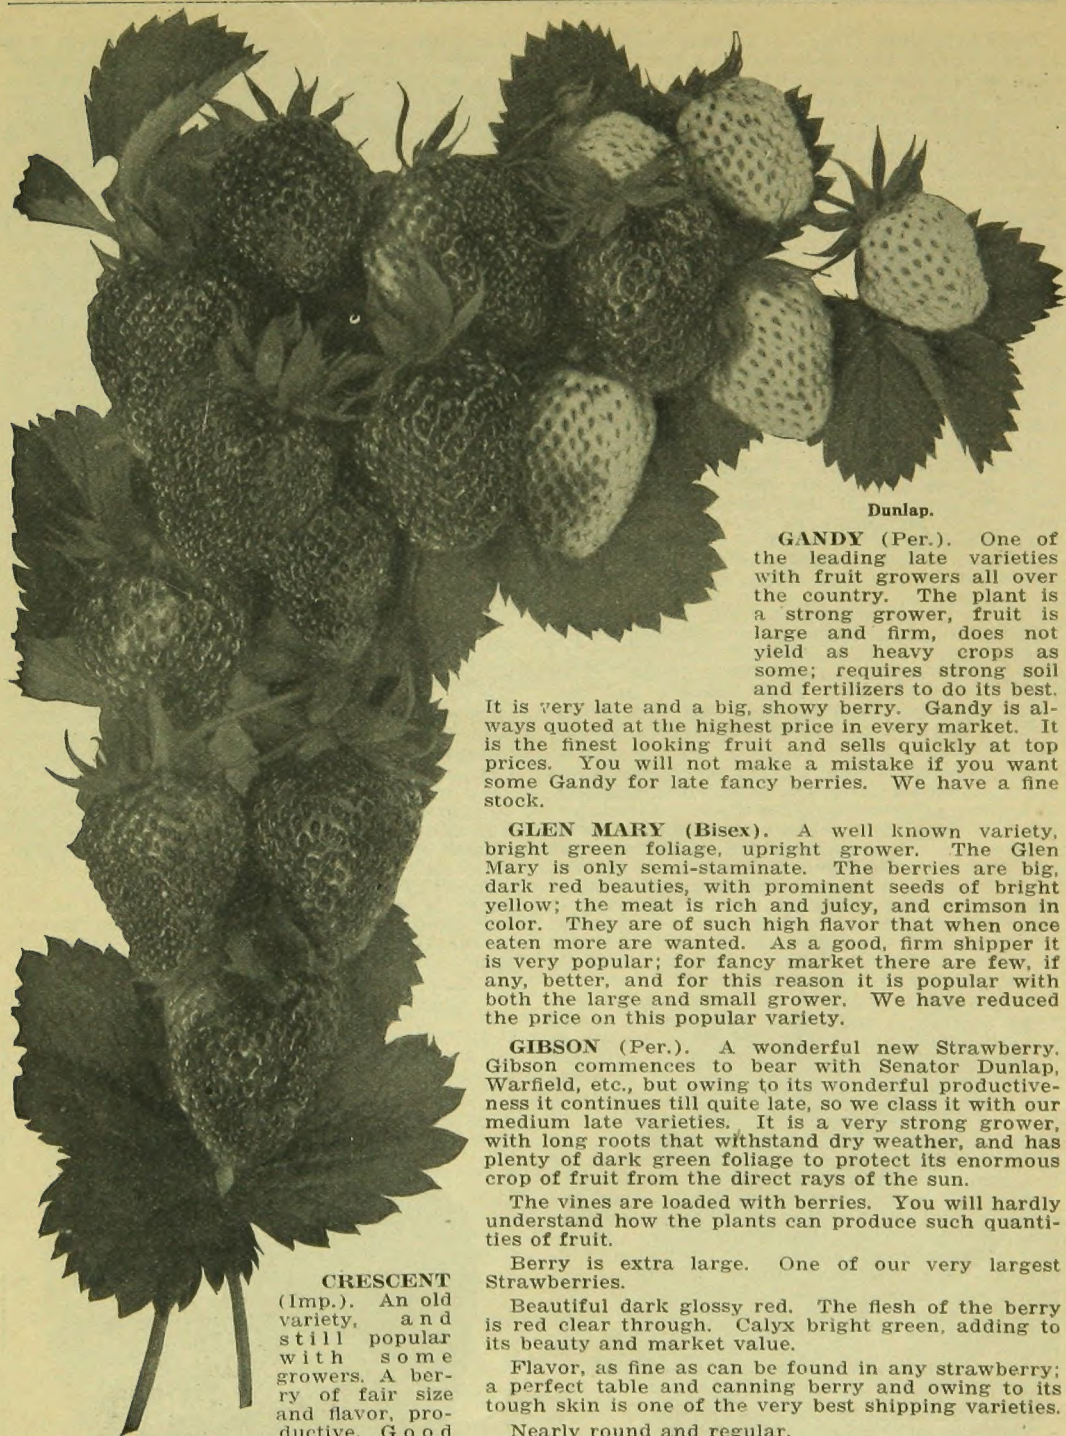 Dunlap.
GANDY (Per.). One of
the leading late varieties
with fruit growers all over
the country. The plant is
a strong grower, fruit is
large and firm, does not
yield as heavy crops as
some; requires strong soil
and fertilizers to do its best.
It is very late and a big, showy berry. Gandy is al-
ways quoted at the highest price in every market. It
is the finest looking fruit and sells quickly at top
prices. You will not make a mistake if you want
some Gandy for late fancy berries. We have a fine
stock.
GLEN MARY (Bisex). A well known variety,
bright green foliage, upright grower. The Glen
Mary is only semi-staminate. The berries are big,
dark red beauties, with prominent seeds of bright
yellow; the meat is rich and juicy, and crimson in
color. They are of such high flavor that when once
eaten more are wanted. As a good, firm shipper it
is very popular; for fancy market there are few, if
any, better, and for this reason it is popular with
both the large and small grower. We have reduced
the price on this popular variety.
GIBSON (Per.). A wonderful new Strawberry.
Gibson commences to bear with Senator Dunlap,
Warfield, etc., but owing to its wonderful productive-
ness it continues till quite late, so we class it with our
medium late varieties. It is a very strong grower,
with long roots that withstand dry weather, and has
plenty of dark green foliage to protect its enormous
crop of fruit from the direct rays of the sun.
The vines are loaded with berries. You will hardly
understand how the plants can produce such quanti-
ties of fruit.
Berry is extra large. One of our very largest
Strawberries.
Beautiful dark glossy red. The flesh of the berry
is red clear through. Calyx bright green, adding to
its beauty and market value.
Flavor, as fine as can be found in any strawberry;
a perfect table and canning berry and owing to its
tough skin is one of the very best shipping varieties.
Nearly round and regular.
CRESCENT
(Imp.). An old
variety, and
still popular
with some
growers. A ber-
ry of fair size
and flavor, pro-
ductive. Good